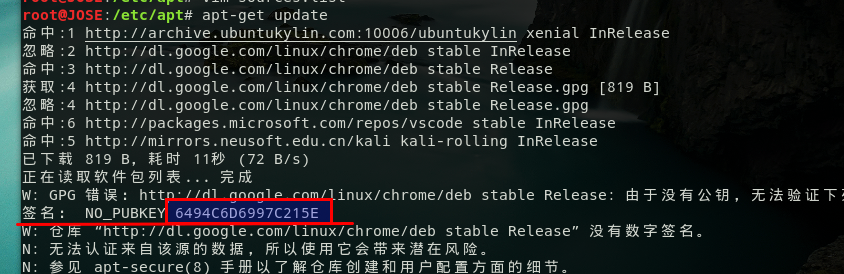 root@JOSE:/etc/apt# vim sources.list
root@JOSE:/etc/apt# apt-get update
命中:1 http://archive.ubuntukylin.com:10006/ubuntukylin xenial InRelease
忽略:2 http://dl.google.com/linux/chrome/deb stable InRelease
命中:3 http://dl.google.com/linux/chrome/deb stable Release
获取:4 http://dl.google.com/linux/chrome/deb stable Release.gpg [819 B]
忽略:4 http://dl.google.com/linux/chrome/deb stable Release.gpg
命中:6 http://packages.microsoft.com/repos/vscode stable InRelease
命中:5 http://mirrors.neusoft.edu.cn/kali kali-rolling InRelease
已下载 819 B，耗时 11秒 (72 B/s)
正在读取软件包列表... 完成
W: GPG 错误: http://dl.google.com/linux/chrome/deb stable Release: 由于没有公钥，无法验证下
签名: NO_PUBKEY 6494C6D6997C215E
W: 仓库 “http://dl.google.com/linux/chrome/deb stable Release” 没有数字签名。
N: 无法认证来自该源的数据，所以使用它会带来潜在风险。
N: 参见 apt-secure(8) 手册以了解仓库创建和用户配置方面的细节。